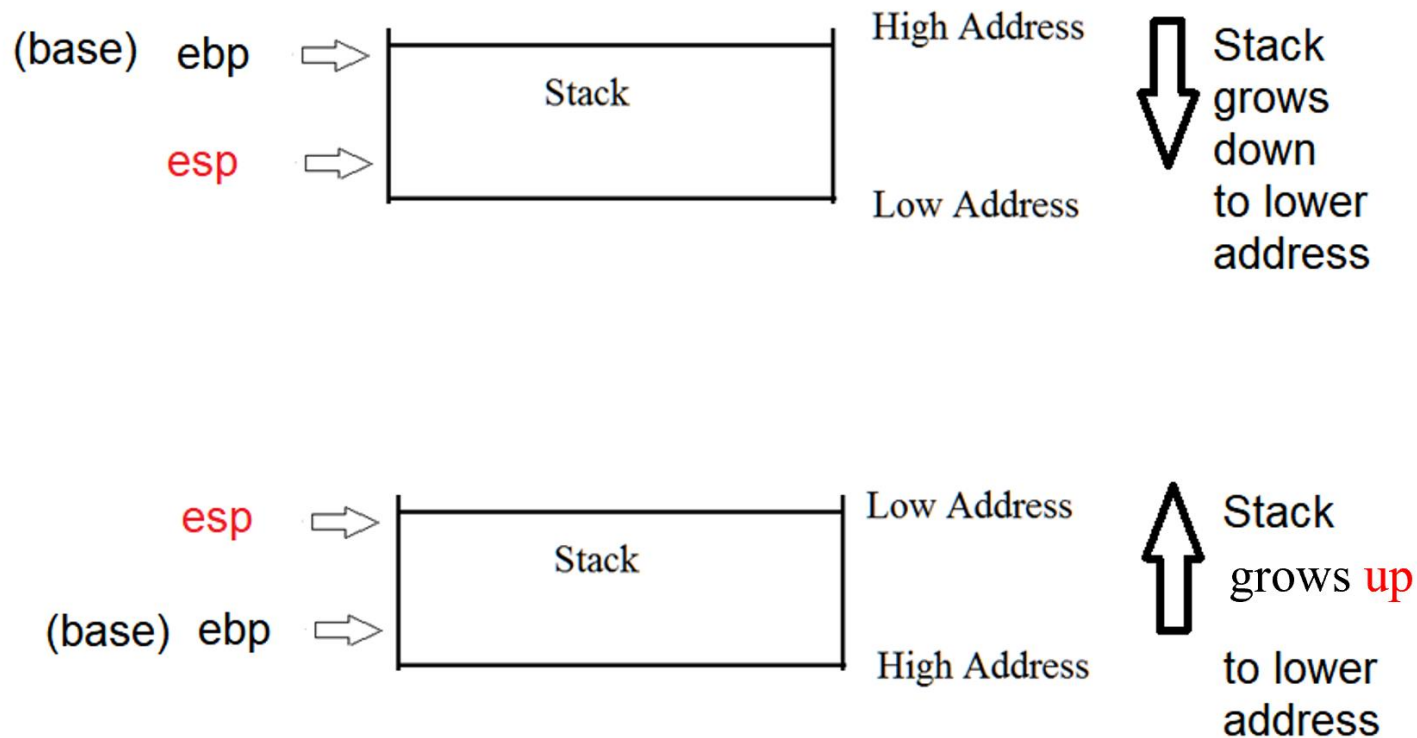 (base) ebp
High Address
Stack
esp
Low Address
Stack
grows
down
to lower
address
esp
Low Address
Stack
(base) ebp
High Address
Stack
grows up
to lower
address